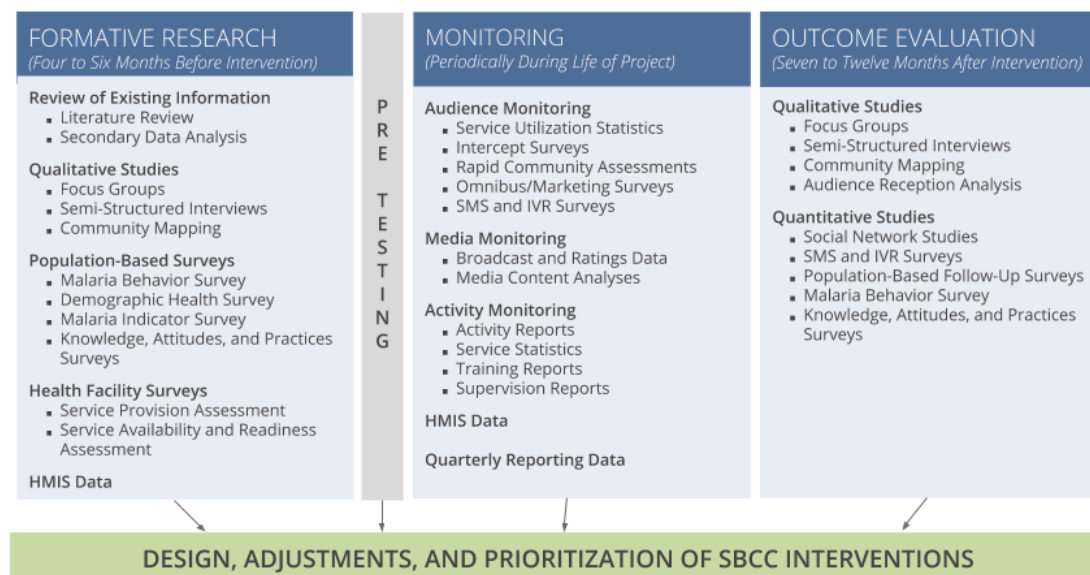 FORMATIVE RESEARCH
(Four to Six Months Before Intervention)
Review of Existing Information
▪ Literature Review
▪ Secondary Data Analysis
Qualitative Studies
▪ Focus Groups
▪ Semi-Structured Interviews
▪ Community Mapping
Population-Based Surveys
▪ Malaria Behavior Survey
▪ Demographic Health Survey
▪ Malaria Indicator Survey
▪ Knowledge, Attitudes, and Practices
Surveys
Health Facility Surveys
▪ Service Provision Assessment
▪ Service Availability and Readiness
Assessment
HMIS Data
PRE TESTING
MONITORING
(Periodically During Life of Project)
Audience Monitoring
▪ Service Utilization Statistics
▪ Intercept Surveys
▪ Rapid Community Assessments
▪ Omnibus/Marketing Surveys
▪ SMS and IVR Surveys
Media Monitoring
▪ Broadcast and Ratings Data
▪ Media Content Analyses
Activity Monitoring
▪ Activity Reports
▪ Service Statistics
▪ Training Reports
▪ Supervision Reports
HMIS Data
Quarterly Reporting Data
OUTCOME EVALUATION
(Seven to Twelve Months After Intervention)
Qualitative Studies
▪ Focus Groups
▪ Semi-Structured Interviews
▪ Community Mapping
▪ Audience Reception Analysis
Quantitative Studies
▪ Social Network Studies
▪ SMS and IVR Surveys
▪ Population-Based Follow-Up Surveys
▪ Malaria Behavior Survey
▪ Knowledge, Attitudes, and Practices
Surveys
DESIGN, ADJUSTMENTS, AND PRIORITIZATION OF SBCC INTERVENTIONS